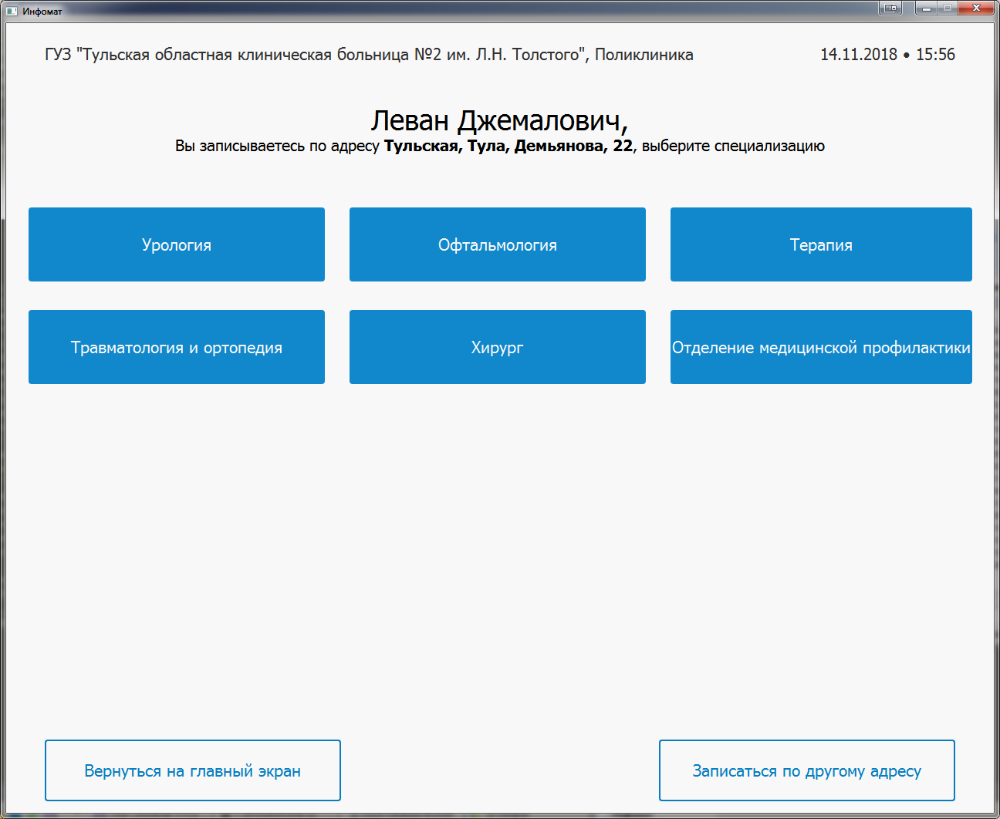 Инфомат
ГУЗ "Тульская областная клиническая больница №2 им. Л.Н. Толстого", Поликлиника
14.11.2018 • 15:56
Леван Джемалович,
Вы записываетесь по адресу Тульская, Тула, Демьянова, 22, выберите специализацию
Урология
Офтальмология
Терапия
Травматология и ортопедия
Хирург
Отделение медицинской профилактики
Вернуться на главный экран
Записаться по другому адресу